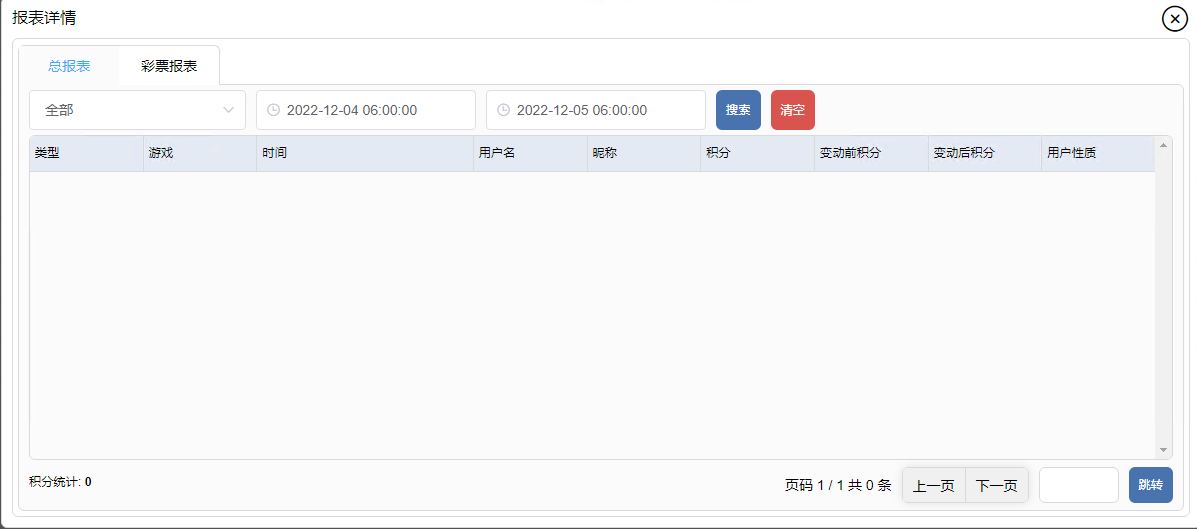 报表详情
总报表 彩票报表
全部 2022-12-04 06:00:00 2022-12-05 06:00:00 搜索 清空
类型 游戏 时间 用户名 昵称 积分 变动前积分 变动后积分 用户性质
积分统计: 0 页码 1 / 1 共 0 条 上一页 下一页 跳转